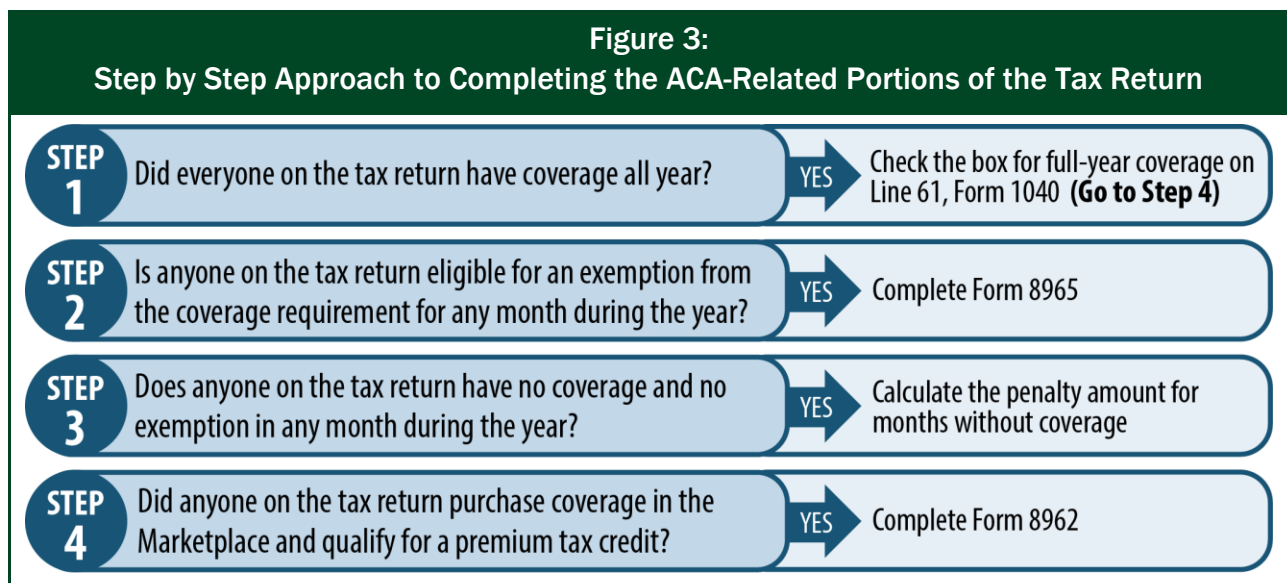 Figure 3:
Step by Step Approach to Completing the ACA-Related Portions of the Tax Return
STEP
1
Did everyone on the tax return have coverage all year?
YES
Check the box for full-year coverage on
Line 61, Form 1040 (Go to Step 4)
STEP
2
Is anyone on the tax return eligible for an exemption from
the coverage requirement for any month during the year?
YES
Complete Form 8965
STEP
3
Does anyone on the tax return have no coverage and no
exemption in any month during the year?
YES
Calculate the penalty amount for
months without coverage
STEP
4
Did anyone on the tax return purchase coverage in the
Marketplace and qualify for a premium tax credit?
YES
Complete Form 8962